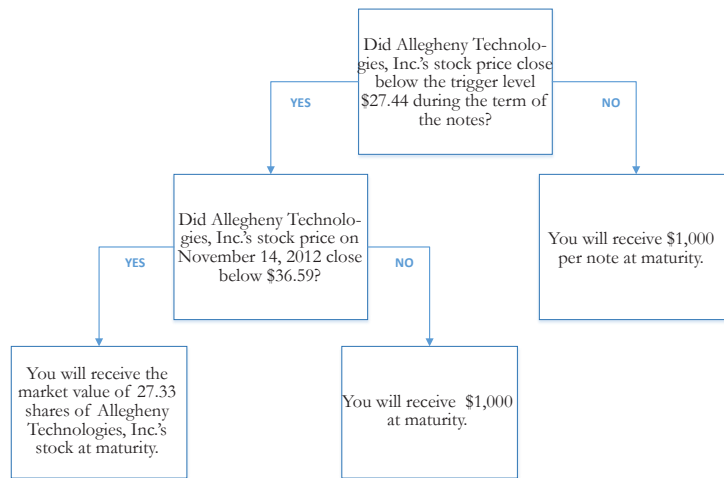 Did Allegheny Technolo-
gies, Inc.'s stock price close
below the trigger level
$27.44 during the term of
the notes?
YES
NO
Did Allegheny Technolo-
gies, Inc.'s stock price on
November 14, 2012 close
below $36.59?
You will receive $1,000
per note at maturity.
YES
NO
You will receive the
market value of 27.33
shares of Allegheny
Technologies, Inc.'s
stock at maturity.
You will receive $1,000
at maturity.